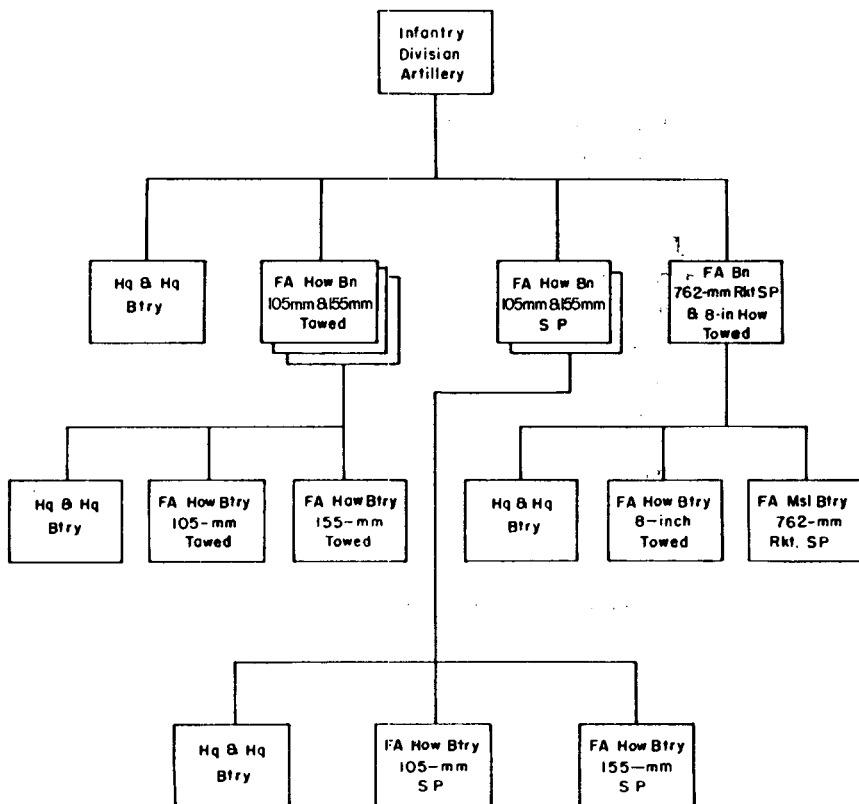 Infantry
Division
Artillery
Hq & Hq
Btry
FA How Bn
105mm & 155mm
Towed
FA Haw Bn
105mm & 155mm
S P
FA Bn
762-mm Rkt SP
& 8-in How
Towed
Hq & Hq
Btry
FA How Btry
105-mm
Towed
FA Haw Btry
155-mm
Towed
Hq & Hq
Btry
FA How Btry
8-inch
Towed
FA Msl Btry
762-mm
Rkt. SP
Hq & Hq
Btry
FA How Btry
105-mm
S P
FA How Btry
155-mm
S P